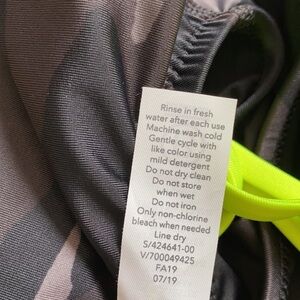 Rinse in fresh
water after each use
Machine wash cold
Gentle cycle with
like color using
mild detergent
Do not dry clean
Do not store
when wet
Do not iron
Only non-chlorine
bleach when needed
Line dry
S/424641-00
V/700049425
FA19
07/19